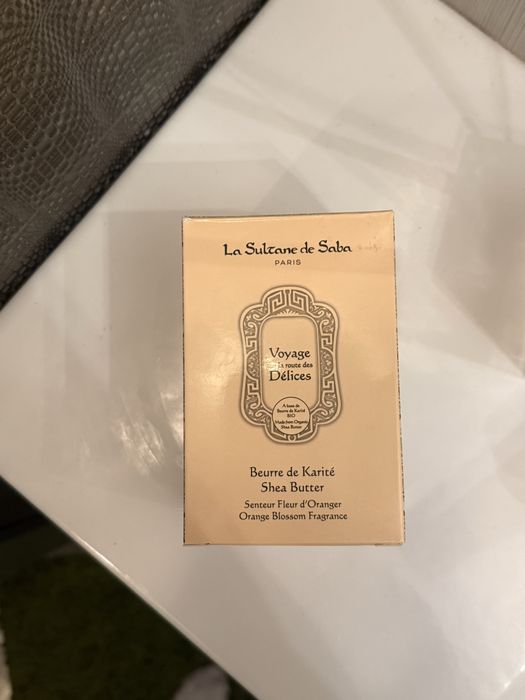 La Sultane de Saba
PARIS
Voyage
la route des
Délices
A base de
Beurre de Karité
BIO
Made from Organic
Shea Butter
Beurre de Karité
Shea Butter
Senteur Fleur d'Oranger
Orange Blossom Fragrance